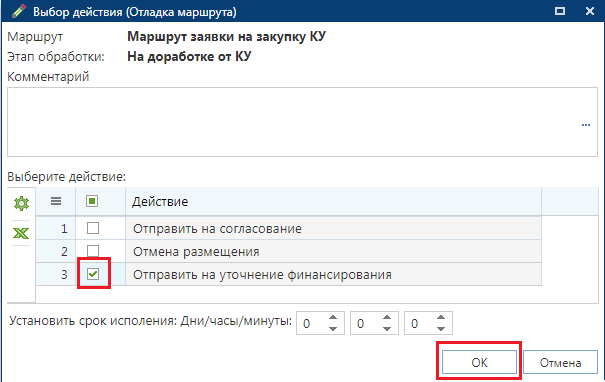 Выбор действия (Отладка маршрута)
Маршрут Маршрут заявки на закупку КУ
Этап обработки: На доработке от КУ
Комментарий
...
Выберите действие:
Действие
1 Отправить на согласование
2 Отмена размещения
3 Отправить на уточнение финансирования
Установить срок исполения: Дни/часы/минуты: 0 0 0
ОК Отмена